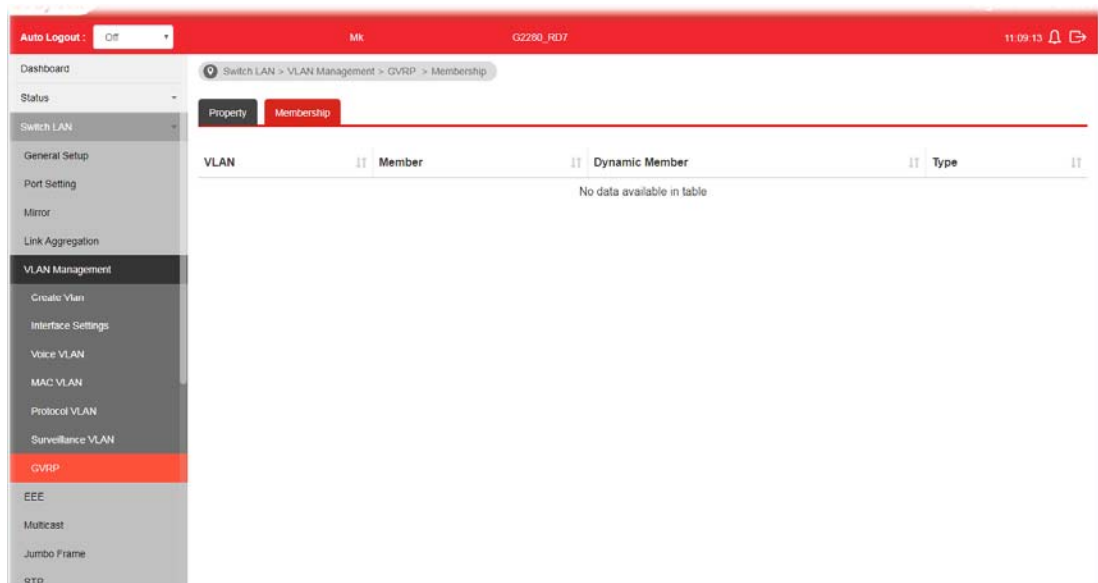 Auto Logout : Off Mk G2280_RD7 11:09:13
Dashboard
Switch LAN > VLAN Management > GVRP > Membership
Status
Property Membership
Switch LAN
General Setup
VLAN Member Dynamic Member Type
Port Setting
No data available in table
Mirror
Link Aggregation
VLAN Management
Create Vlan
Interface Settings
Voice VLAN
MAC VLAN
Protocol VLAN
Surveillance VLAN
GVRP
EEE
Multicast
Jumbo Frame
STP